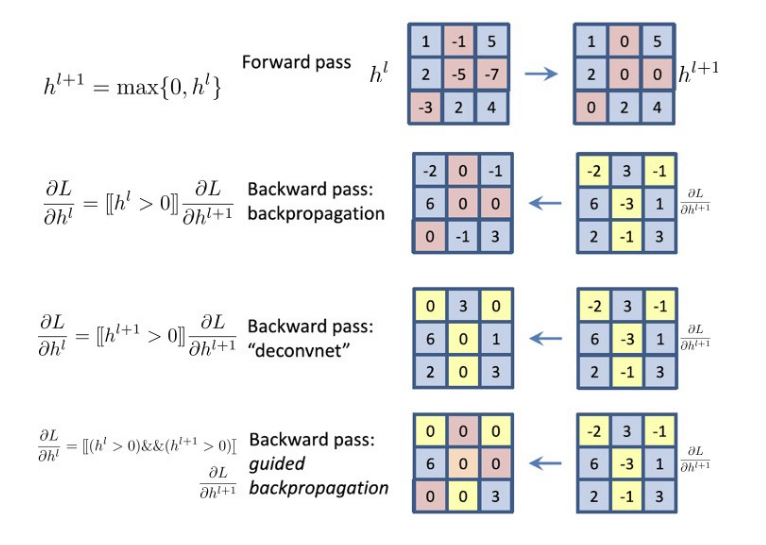 h^{l+1} = max{0, h^l}
Forward pass
h^l
1 -1 5
2 -5 -7
-3 2 4
1 0 5
2 0 0
0 2 4
h^{l+1}
∂L/∂h^l = ⟦h^l > 0⟧ ∂L/∂h^{l+1}
Backward pass:
backpropagation
-2 0 -1
6 0 0
0 -1 3
-2 3 -1
6 -3 1
2 -1 3
∂L/∂h^{l+1}
∂L/∂h^l = ⟦h^{l+1} > 0⟧ ∂L/∂h^{l+1}
Backward pass:
“deconvnet”
0 3 0
6 0 1
2 0 3
-2 3 -1
6 -3 1
2 -1 3
∂L/∂h^{l+1}
∂L/∂h^l = ⟦(h^l > 0)&&(h^{l+1} > 0)⟦
∂L/∂h^{l+1}
Backward pass:
guided
backpropagation
0 0 0
6 0 0
0 0 3
-2 3 -1
6 -3 1
2 -1 3
∂L/∂h^{l+1}